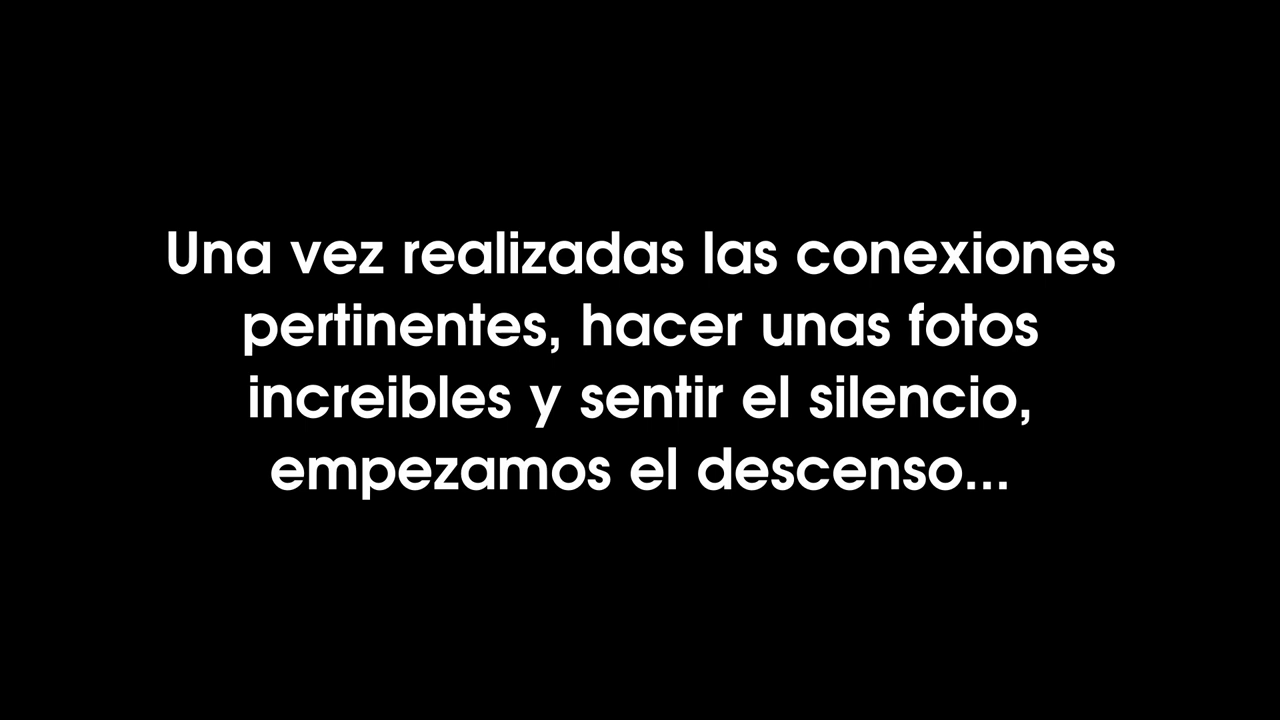 Una vez realizadas las conexiones
pertinentes, hacer unas fotos
increibles y sentir el silencio,
empezamos el descenso...